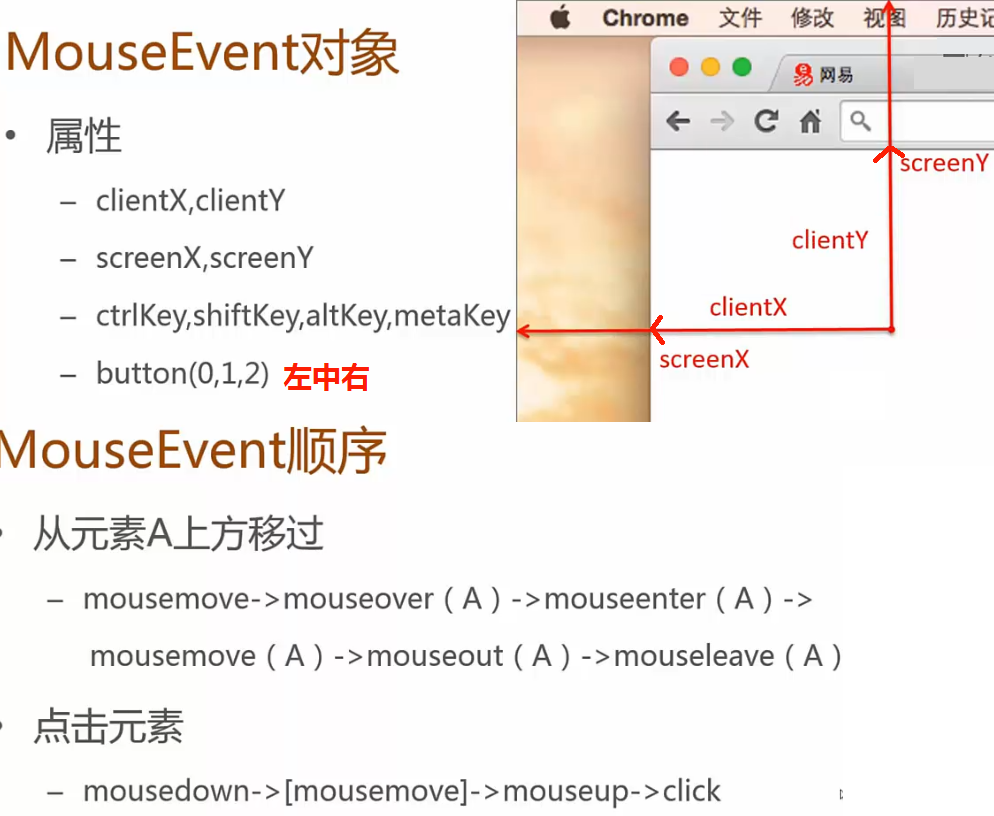 MouseEvent对象
• 属性
– clientX,clientY
– screenX,screenY
– ctrlKey,shiftKey,altKey,metaKey
– button(0,1,2) 左中右
Chrome 文件 修改 视图 历史记
网易
screenY
clientY
clientX
screenX
MouseEvent顺序
• 从元素A上方移过
– mousemove->mouseover ( A ) ->mouseenter ( A ) ->
mousemove ( A ) ->mouseout ( A ) ->mouseleave ( A )
• 点击元素
– mousedown->[mousemove]->mouseup->click